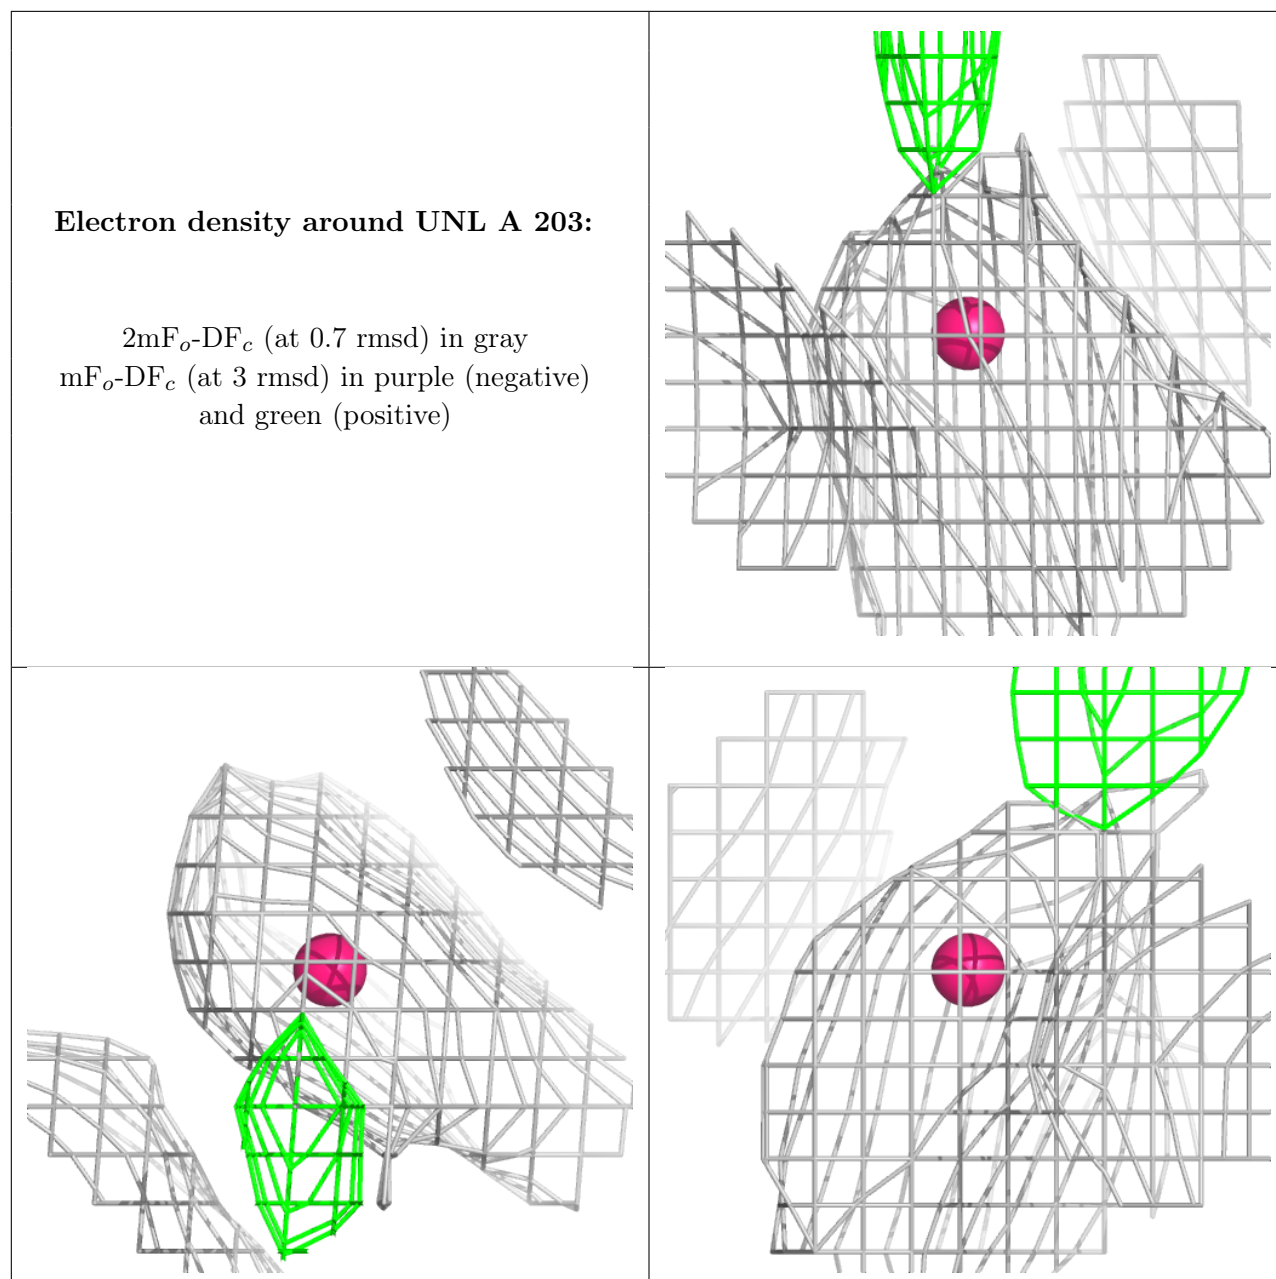 Electron density around UNL A 203:
2mFo-DFc (at 0.7 rmsd) in gray
mFo-DFc (at 3 rmsd) in purple (negative)
and green (positive)